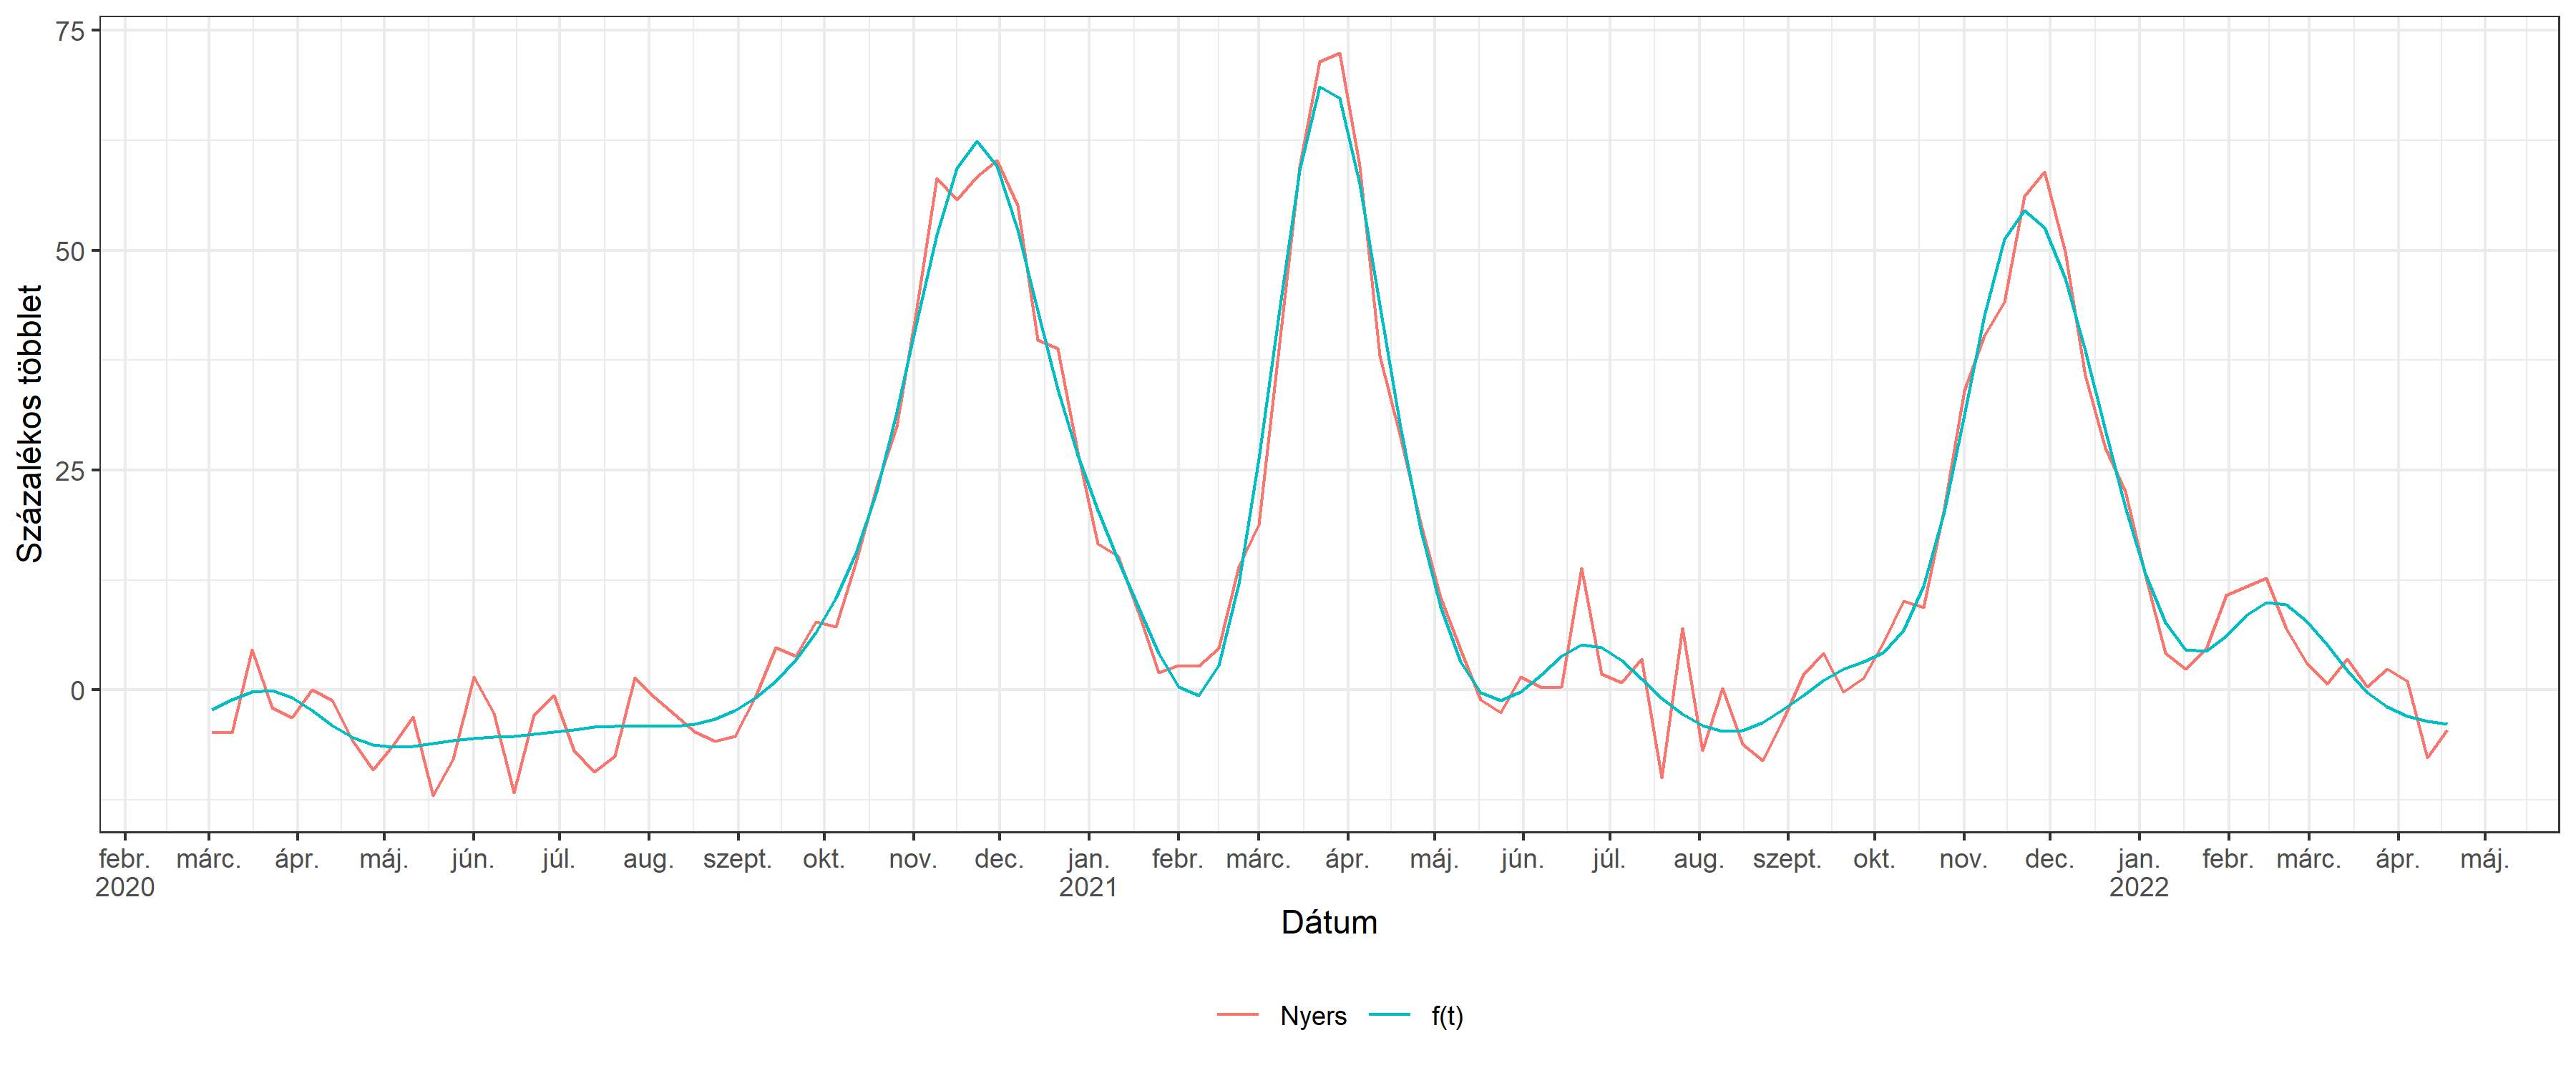 Százalékos többlet
75
50
25
0
febr. márc. ápr. máj. jún. júl. aug. szept. okt. nov. dec. jan. febr. márc. ápr. máj. jún. júl. aug. szept. okt. nov. dec. jan. febr. márc. ápr. máj.
2020 2021 2022
Dátum
Nyers f(t)